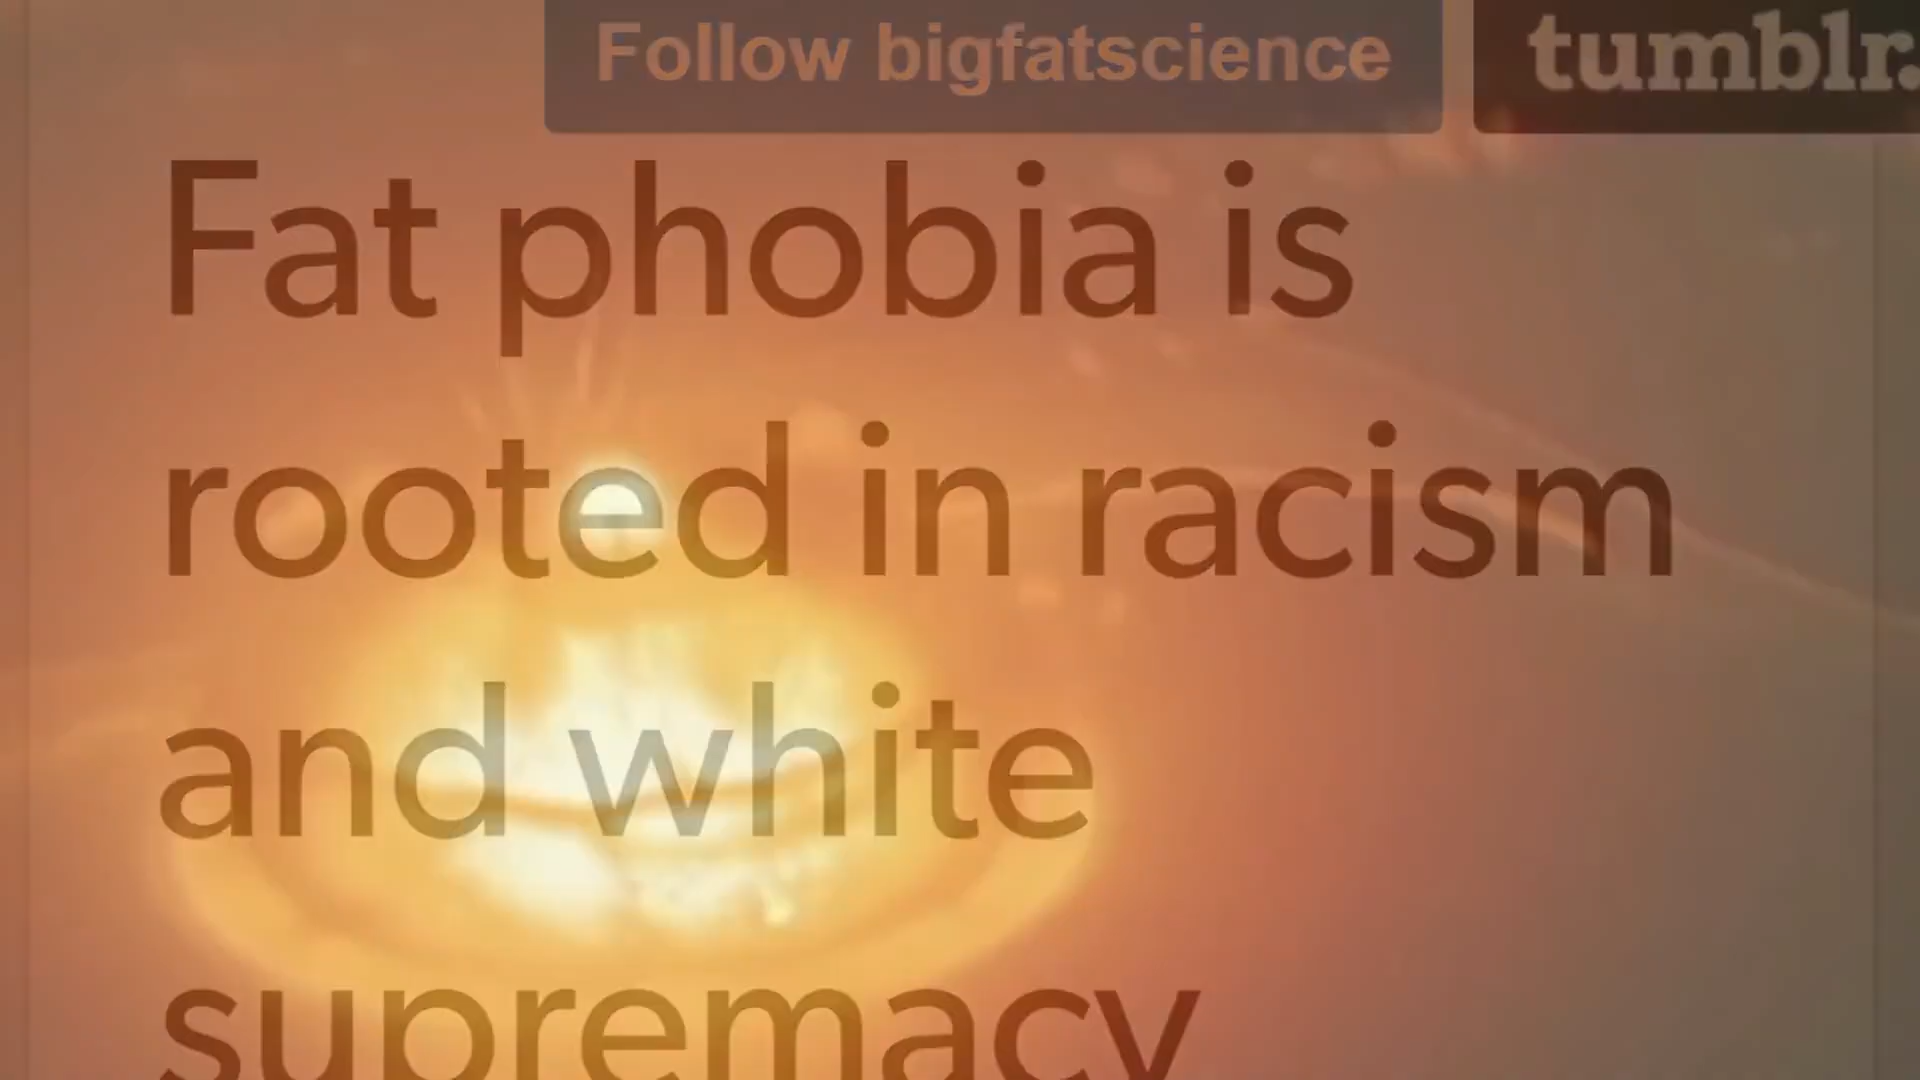 Follow bigfatscience
tumblr.
Fat phobia is
rooted in racism
and white
supremacy